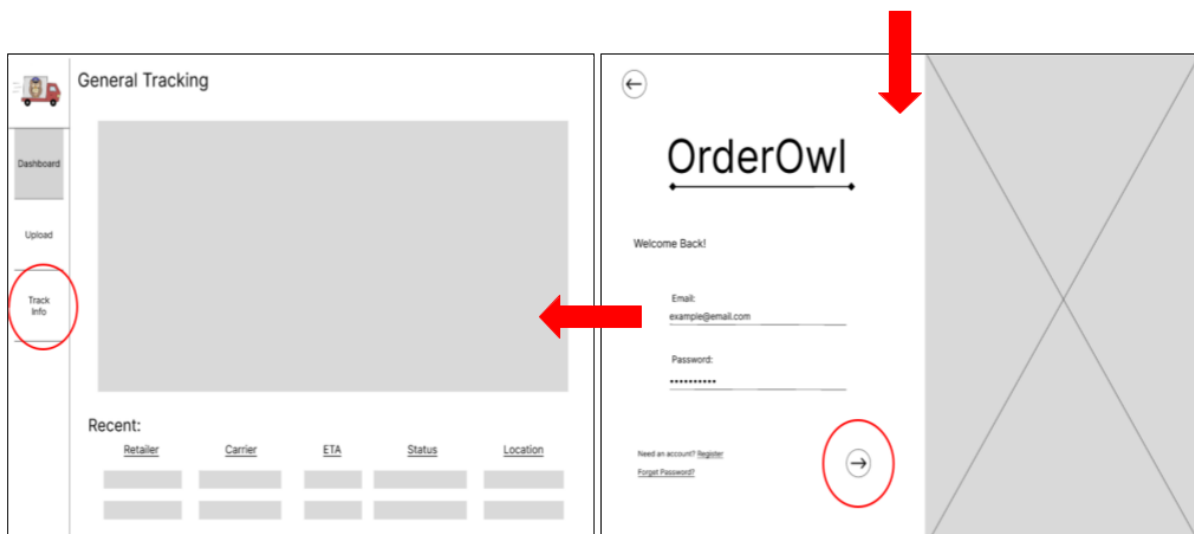 General Tracking
Dashboard
Upload
Track
Info
Recent:
Retailer Carrier ETA Status Location
OrderOwl
Welcome Back!
Email:
example@email.com
Password:
••••••••••
Need an account? Register
Forget Password?